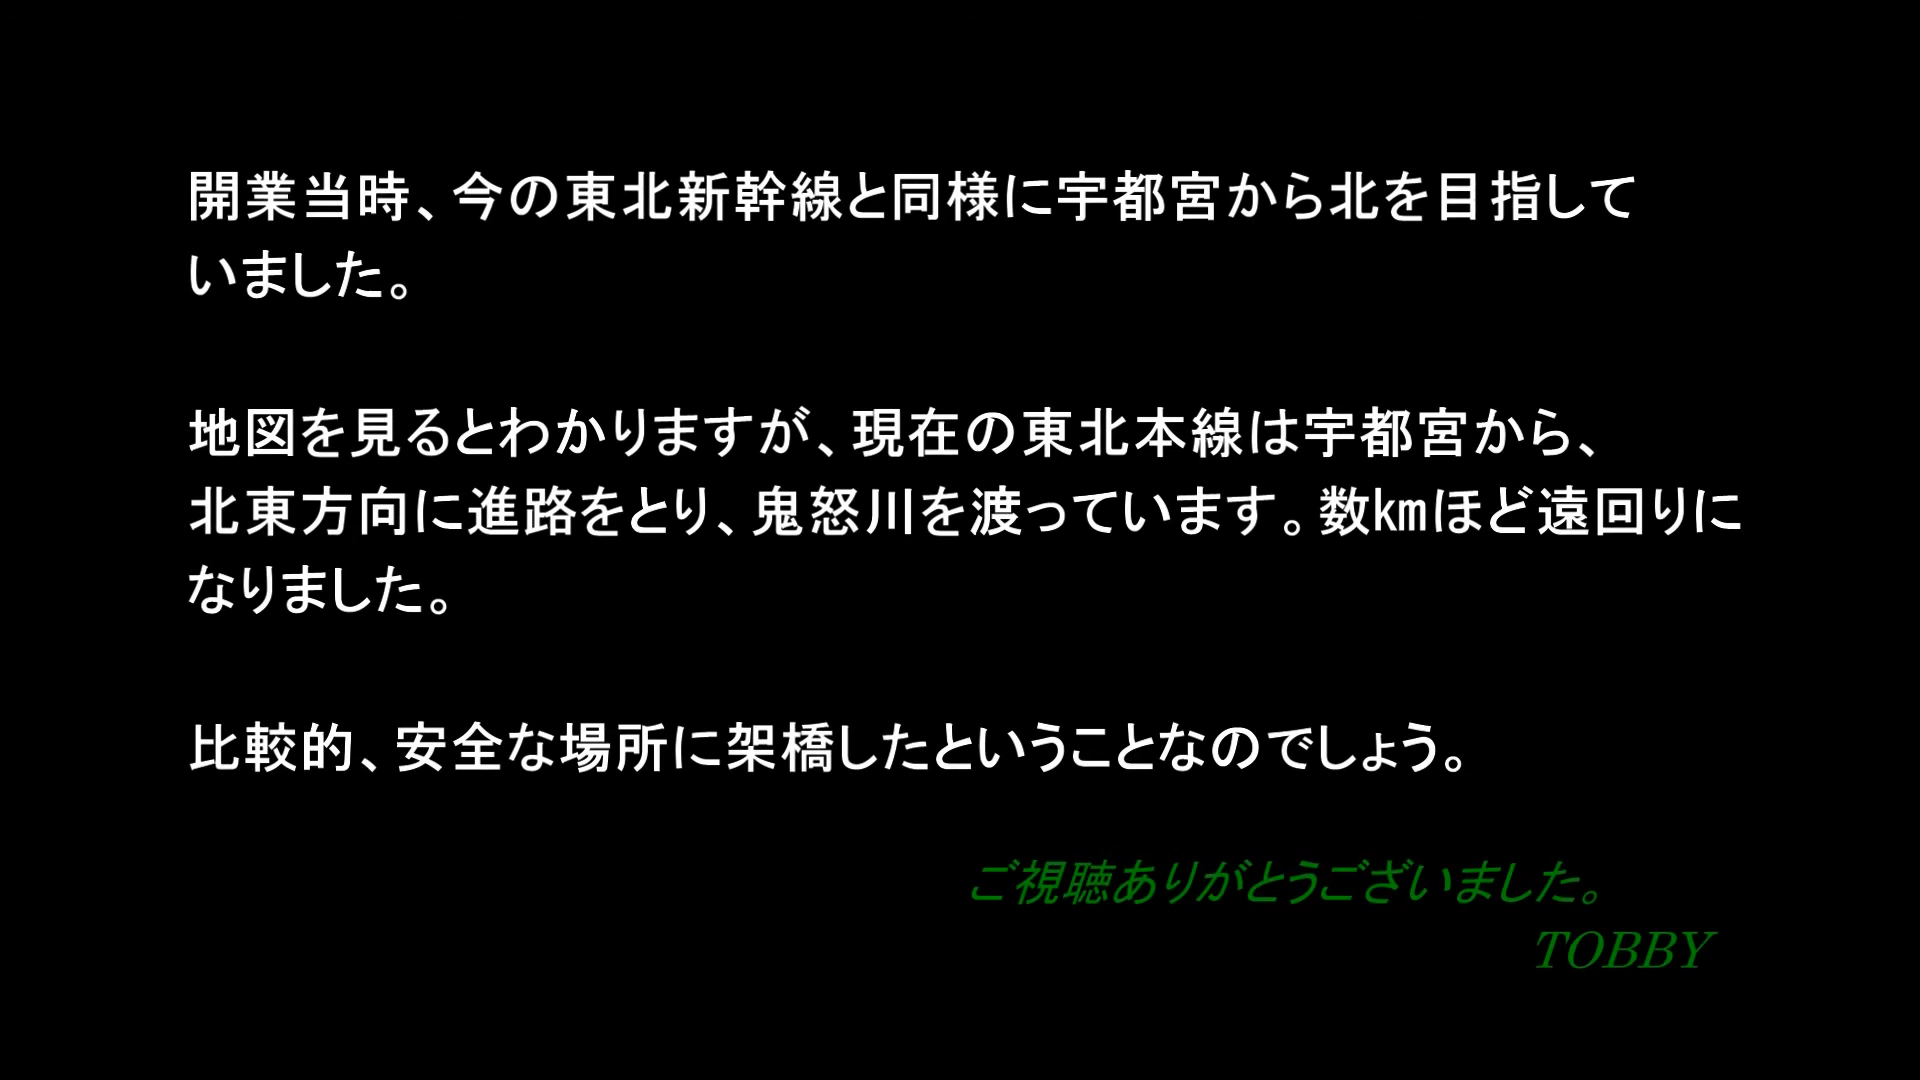 開業当時、今の東北新幹線と同様に宇都宮から北を目指して
いました。
地図を見るとわかりますが、現在の東北本線は宇都宮から、
北東方向に進路をとり、鬼怒川を渡っています。数㎞ほど遠回りに
なりました。
比較的、安全な場所に架橋したということなのでしょう。
ご視聴ありがとうございました。
TOBBY